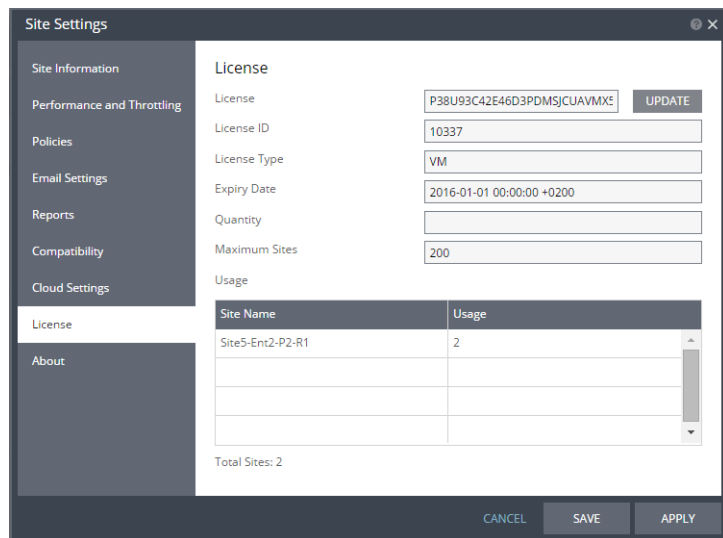 Site Settings
Site Information
Performance and Throttling
Policies
Email Settings
Reports
Compatibility
Cloud Settings
License
About
License
License P38U93C42E46D3PDMSJCUAVMX5 UPDATE
License ID 10337
License Type VM
Expiry Date 2016-01-01 00:00:00 +0200
Quantity
Maximum Sites 200
Usage
Site Name Usage
Site5-Ent2-P2-R1 2
Total Sites: 2
CANCEL SAVE APPLY